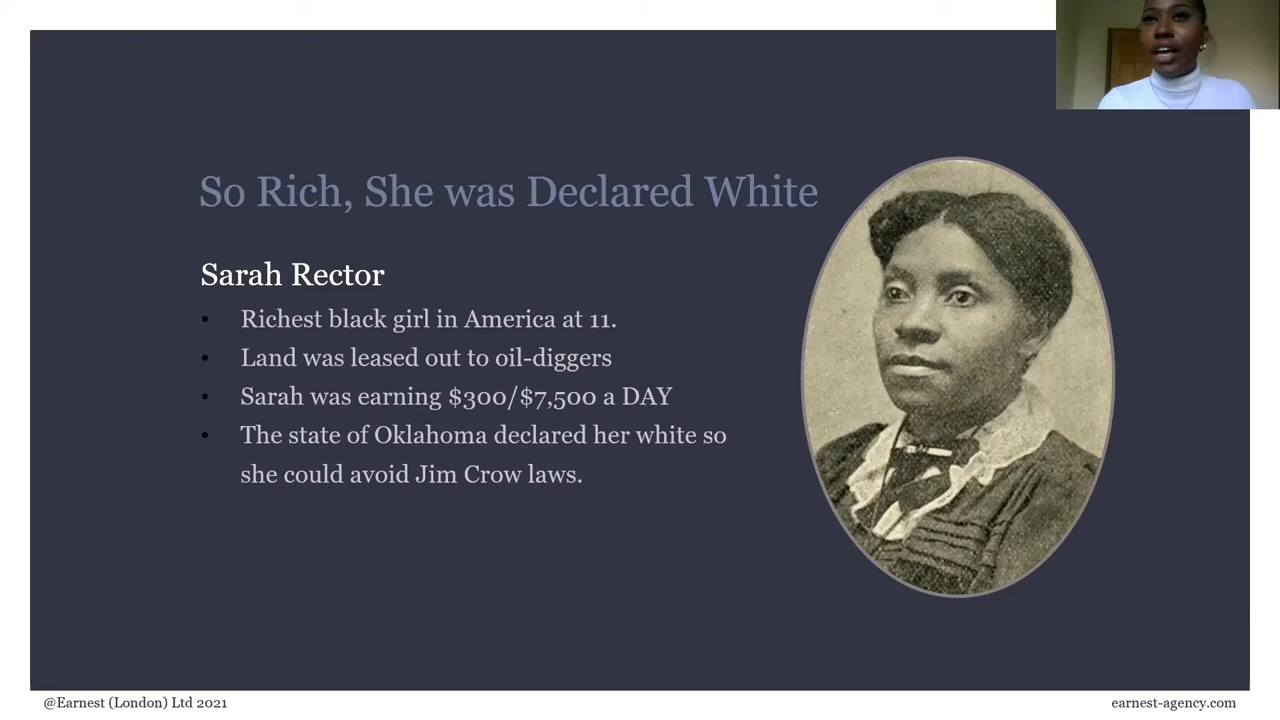 So Rich, She was Declared White
Sarah Rector
• Richest black girl in America at 11.
• Land was leased out to oil-diggers
• Sarah was earning $300/$7,500 a DAY
• The state of Oklahoma declared her white so
she could avoid Jim Crow laws.
@Earnest (London) Ltd 2021
earnest-agency.com